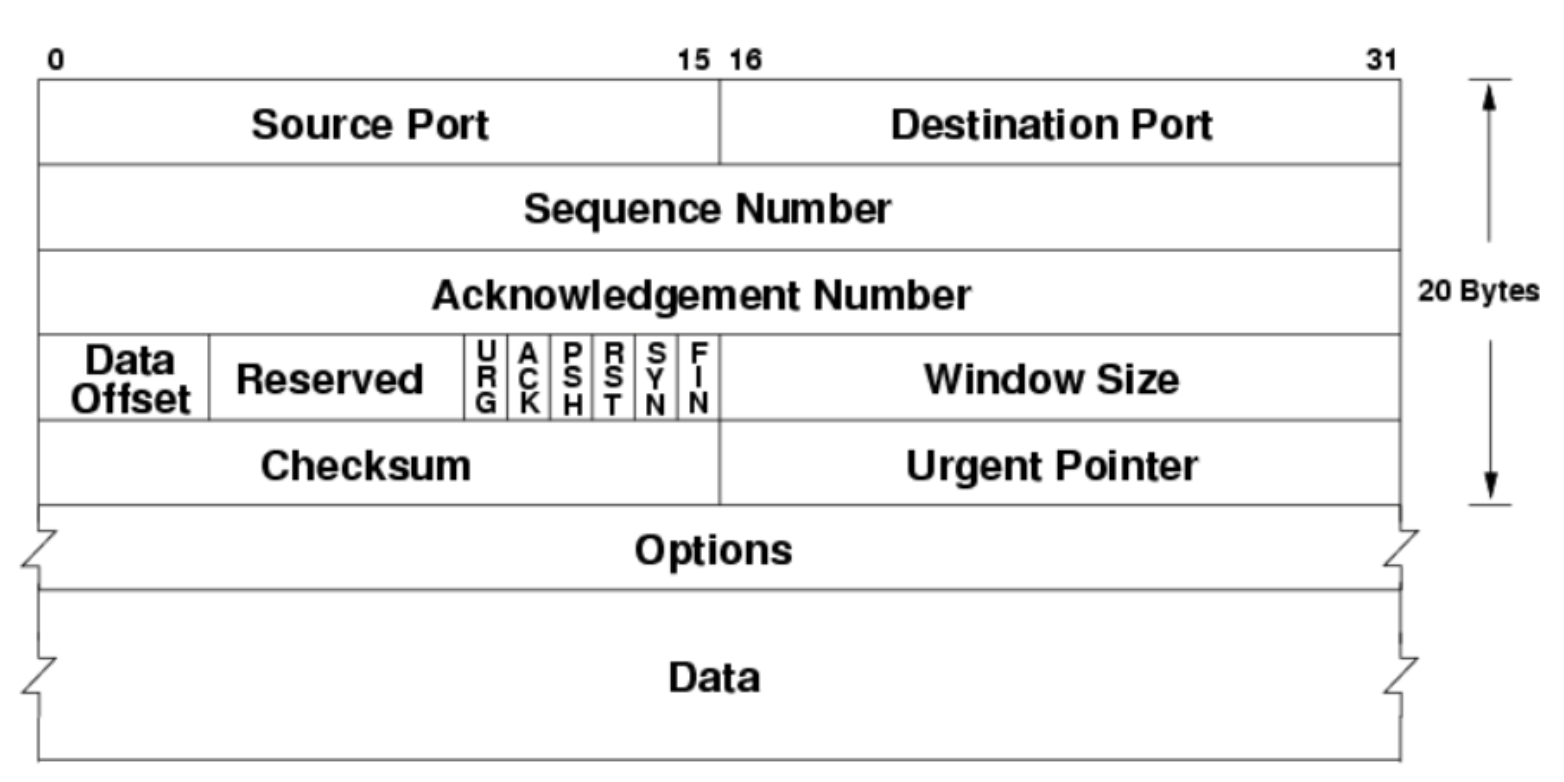 0 15 16 31
Source Port Destination Port
Sequence Number
Acknowledgement Number
20 Bytes
Data Offset Reserved URG ACK PSH RST SYN FIN Window Size
Checksum Urgent Pointer
Options
Data